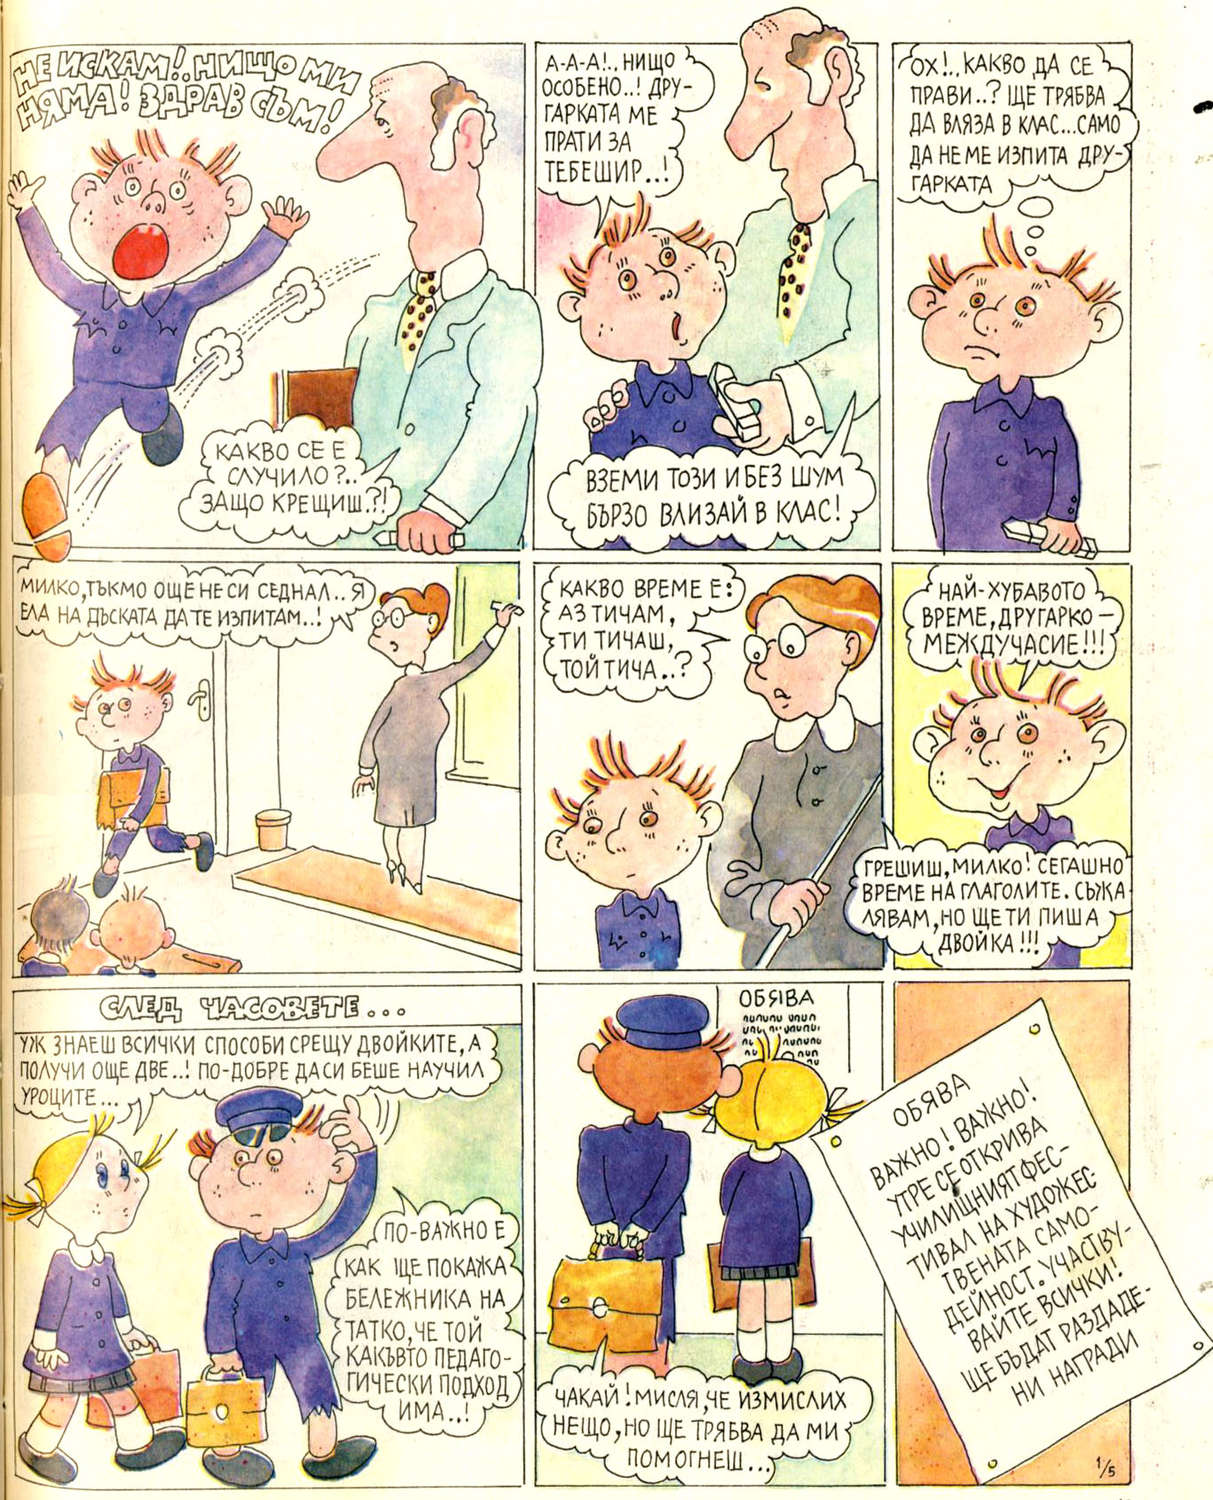 НЕ ИСКАМ!. НИЩО МИ
НЯМА! ЗДРАВ СЪМ!
КАКВО СЕ Е
СЛУЧИЛО?..
ЗАЩО КРЕЩИШ?!
А-А-А!.. НИЩО
ОСОБЕНО..! ДРУ-
ГАРКАТА МЕ
ПРАТИ ЗА
ТЕБЕШИР..!
ВЗЕМИ ТОЗИ И БЕЗ ШУМ
БЪРЗО ВЛИЗАЙ В КЛАС!
ОХ!.. КАКВО ДА СЕ
ПРАВИ..? ЩЕ ТРЯБВА
ДА ВЛЯЗА В КЛАС...САМО
ДА НЕ МЕ ИЗПИТА ДРУ-
ГАРКАТА
МИЛКО, ТЪКМО ОЩЕ НЕ СИ СЕДНАЛ.. Я
ЕЛА НА ДЪСКАТА ДА ТЕ ИЗПИТАМ..!
КАКВО ВРЕМЕ Е:
АЗ ТИЧАМ,
ТИ ТИЧАШ,
ТОЙ ТИЧА..?
НАЙ-ХУБАВОТО
ВРЕМЕ, ДРУГАРКО —
МЕЖДУЧАСИЕ!!!
ГРЕШИШ, МИЛКО! СЕГАШНО
ВРЕМЕ НА ГЛАГОЛИТЕ. СЪЖА
ЛЯВАМ, НО ЩЕ ТИ ПИША
ДВОЙКА!!!
СЛЕД ЧАСОВЕТЕ...
УЖ ЗНАЕШ ВСИЧКИ СПОСОБИ СРЕЩУ ДВОЙКИТЕ, А
ПОЛУЧИ ОЩЕ ДВЕ..! ПО-ДОБРЕ ДА СИ БЕШЕ НАУЧИЛ
УРОЦИТЕ...
ПО-ВАЖНО Е
КАК ЩЕ ПОКАЖА
БЕЛЕЖНИКА НА
ТАТКО, ЧЕ ТОЙ
КАКЪВТО ПЕДАГО-
ГИЧЕСКИ ПОДХОД
ИМА..!
ОБЯВА
ЧАКАЙ! МИСЛЯ, ЧЕ ИЗМИСЛИХ
НЕЩО, НО ЩЕ ТРЯБВА ДА МИ
ПОМОГНЕШ...
ОБЯВА
ВАЖНО! ВАЖНО!
УТРЕ СЕ ОТКРИВА
УЧИЛИЩНИЯТ ФЕС-
ТИВАЛ НА ХУДОЖЕС-
ТВЕНАТА САМО-
ДЕЙНОСТ. УЧАСТВУ-
ВАЙТЕ ВСИЧКИ!
ЩЕ БЪДАТ РАЗДАДЕ-
НИ НАГРАДИ
1/5